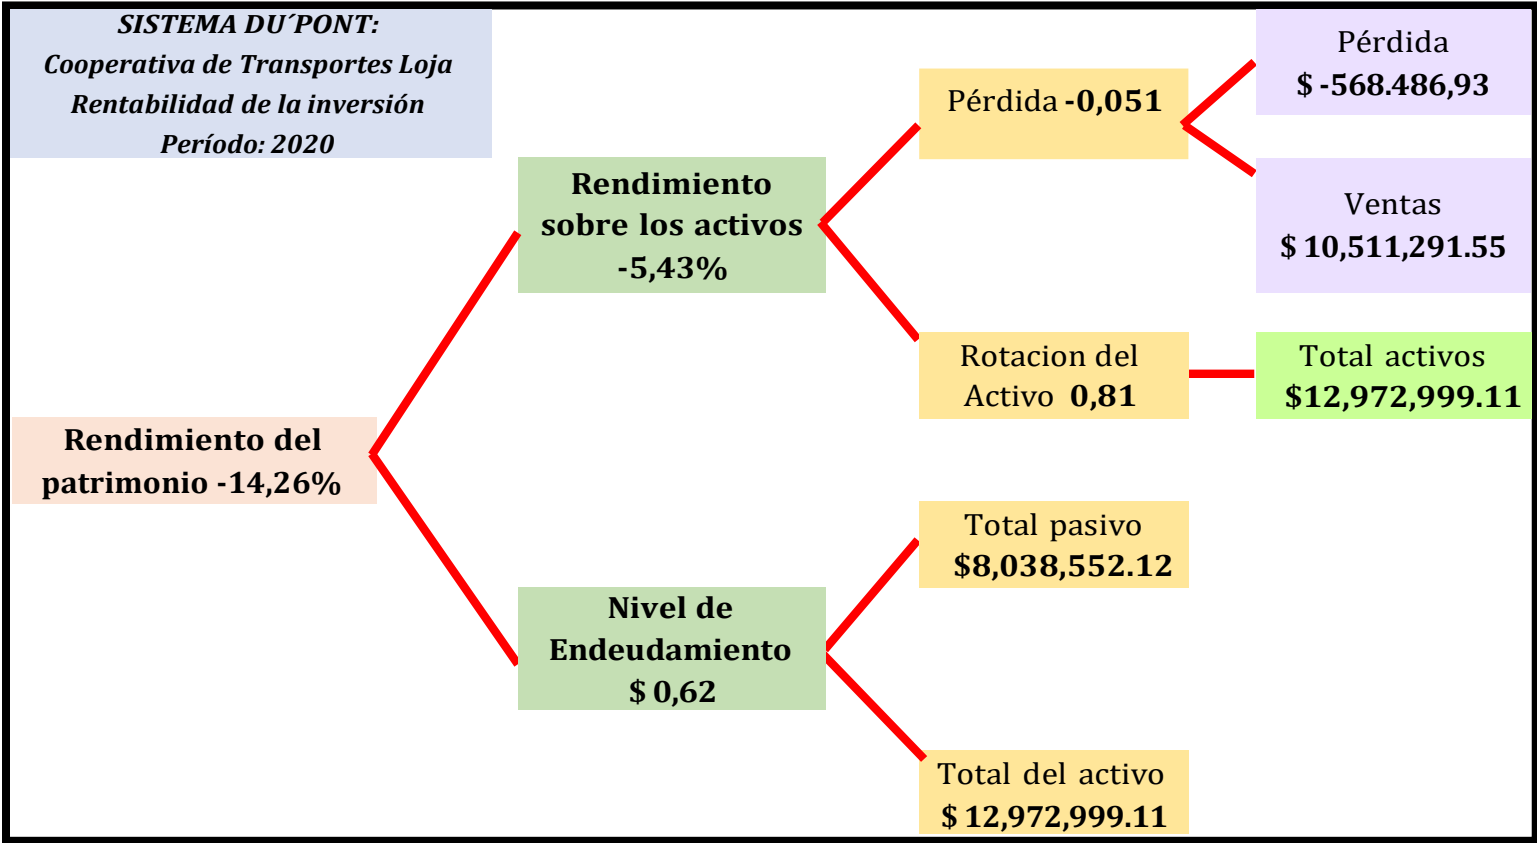 SISTEMA DU´PONT:
Cooperativa de Transportes Loja
Rentabilidad de la inversión
Período: 2020
Pérdida
$ -568.486,93
Pérdida -0,051
Rendimiento
sobre los activos
-5,43%
Ventas
$ 10,511,291.55
Rotacion del
Activo 0,81
Total activos
$12,972,999.11
Rendimiento del
patrimonio -14,26%
Total pasivo
$8,038,552.12
Nivel de
Endeudamiento
$ 0,62
Total del activo
$ 12,972,999.11